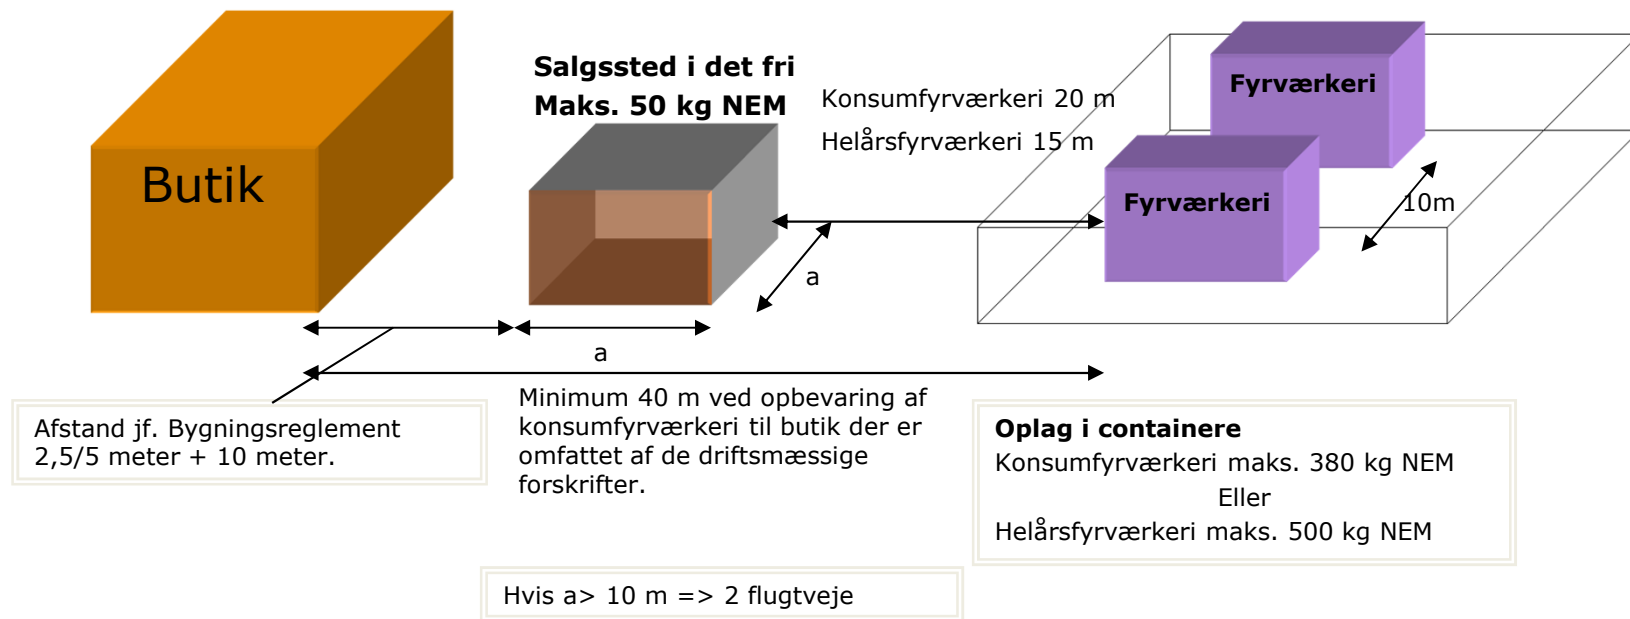 Butik
Salgssted i det fri
Maks. 50 kg NEM
Konsumfyrværkeri 20 m
Helårsfyrværkeri 15 m
Fyrværkeri
Fyrværkeri
10m
a
a
Afstand jf. Bygningsreglement
2,5/5 meter + 10 meter.
Minimum 40 m ved opbevaring af
konsumfyrværkeri til butik der er
omfattet af de driftsmæssige
forskrifter.
Oplag i containere
Konsumfyrværkeri maks. 380 kg NEM
Eller
Helårsfyrværkeri maks. 500 kg NEM
Hvis a> 10 m => 2 flugtveje